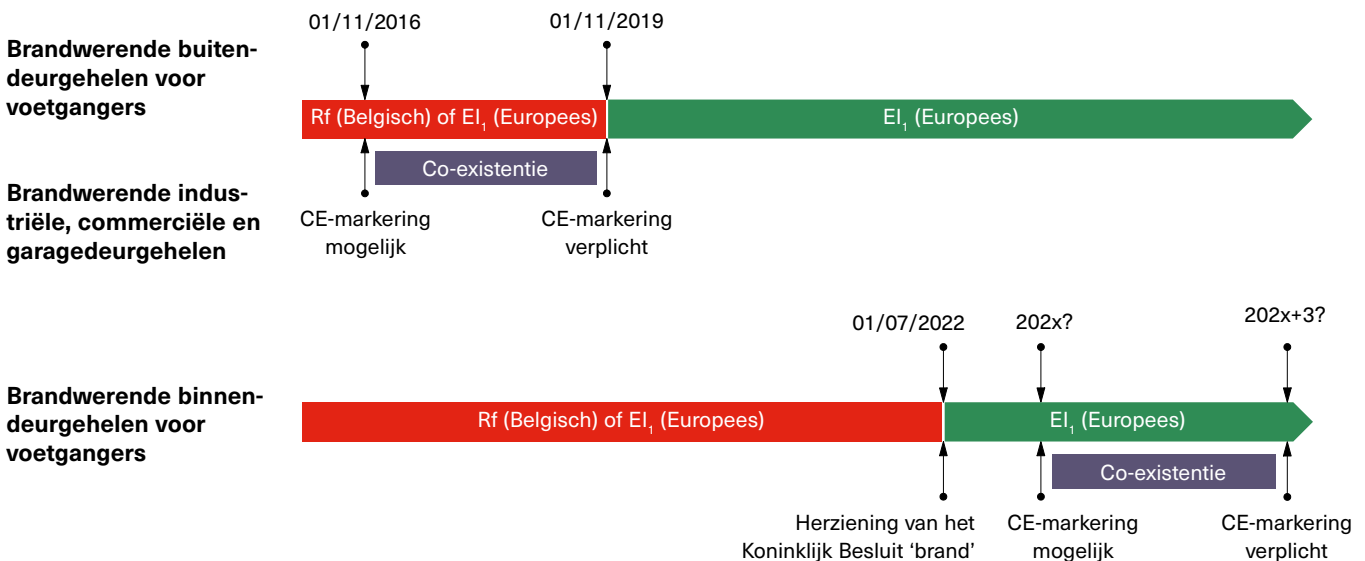 01/11/2016
01/11/2019
Brandwerende buiten-
deurgehelen voor
voetgangers
Rf (Belgisch) of EI₁ (Europees)
EI₁ (Europees)
Co-existentie
Brandwerende indus-
triële, commerciële en
garagedeurgehelen
CE-markering
mogelijk
CE-markering
verplicht
01/07/2022
202x?
202x+3?
Brandwerende binnen-
deurgehelen voor
voetgangers
Rf (Belgisch) of EI₁ (Europees)
EI₁ (Europees)
Co-existentie
Herziening van het
Koninklijk Besluit ‘brand’
CE-markering
mogelijk
CE-markering
verplicht